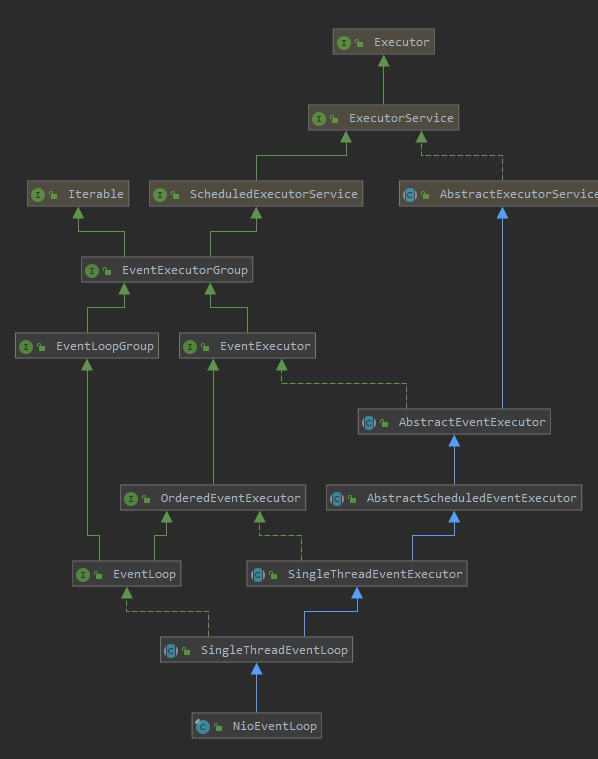 Executor
ExecutorService
Iterable
ScheduledExecutorService
AbstractExecutorService
EventExecutorGroup
EventLoopGroup
EventExecutor
AbstractEventExecutor
OrderedEventExecutor
AbstractScheduledEventExecutor
EventLoop
SingleThreadEventExecutor
SingleThreadEventLoop
NioEventLoop